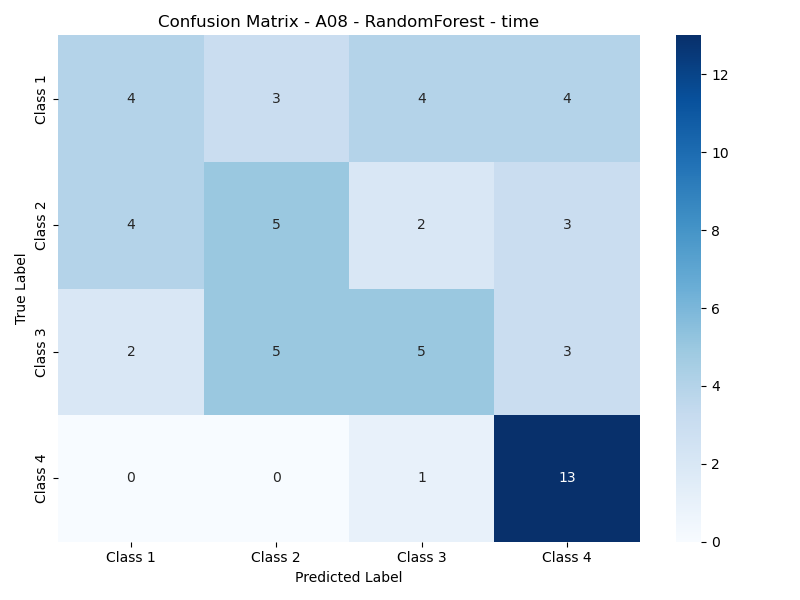 Confusion Matrix - A08 - RandomForest - time
True Label
Class 1
4 3 4 4
Class 2
4 5 2 3
Class 3
2 5 5 3
Class 4
0 0 1 13
Class 1 Class 2 Class 3 Class 4
Predicted Label
12
10
8
6
4
2
0